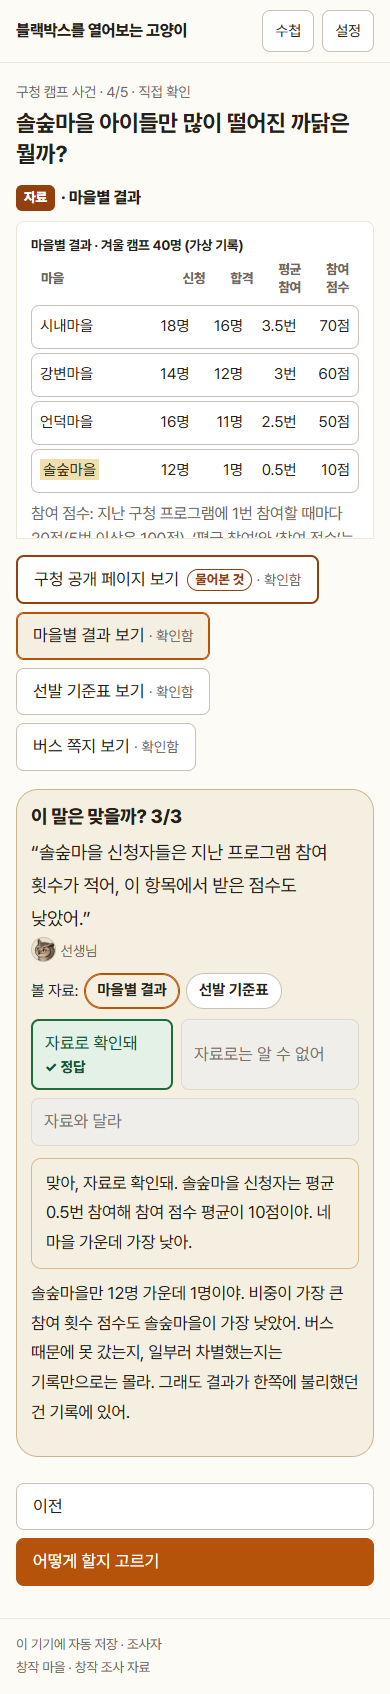 블랙박스를 열어보는 고양이
수첩
설정
구청 캠프 사건 · 4/5 · 직접 확인
솔숲마을 아이들만 많이 떨어진 까닭은
뭘까?
자료 · 마을별 결과
마을별 결과 · 겨울 캠프 40명 (가상 기록)
마을 신청 합격 평균 참여 참여 점수
시내마을 18명 16명 3.5번 70점
강변마을 14명 12명 3번 60점
언덕마을 16명 11명 2.5번 50점
솔숲마을 12명 1명 0.5번 10점
참여 점수: 지난 구청 프로그램에 1번 참여할 때마다
20점(5번 이상은 100점). ‘평균 참여’와 ‘참여 점수’는
구청 공개 페이지 보기 물어본 것 · 확인함
마을별 결과 보기 · 확인함
선발 기준표 보기 · 확인함
버스 쪽지 보기 · 확인함
이 말은 맞을까? 3/3
“솔숲마을 신청자들은 지난 프로그램 참여
횟수가 적어, 이 항목에서 받은 점수도
낮았어.”
선생님
볼 자료: 마을별 결과 선발 기준표
자료로 확인돼
✓ 정답
자료로는 알 수 없어
자료와 달라
맞아, 자료로 확인돼. 솔숲마을 신청자는 평균
0.5번 참여해 참여 점수 평균이 10점이야. 네
마을 가운데 가장 낮아.
솔숲마을만 12명 가운데 1명이야. 비중이 가장 큰
참여 횟수 점수도 솔숲마을이 가장 낮았어. 버스
때문에 못 갔는지, 일부러 차별했는지는
기록만으로는 몰라. 그래도 결과가 한쪽에 불리했던
건 기록에 있어.
이전
어떻게 할지 고르기
이 기기에 자동 저장 · 조사자
창작 마을 · 창작 조사 자료